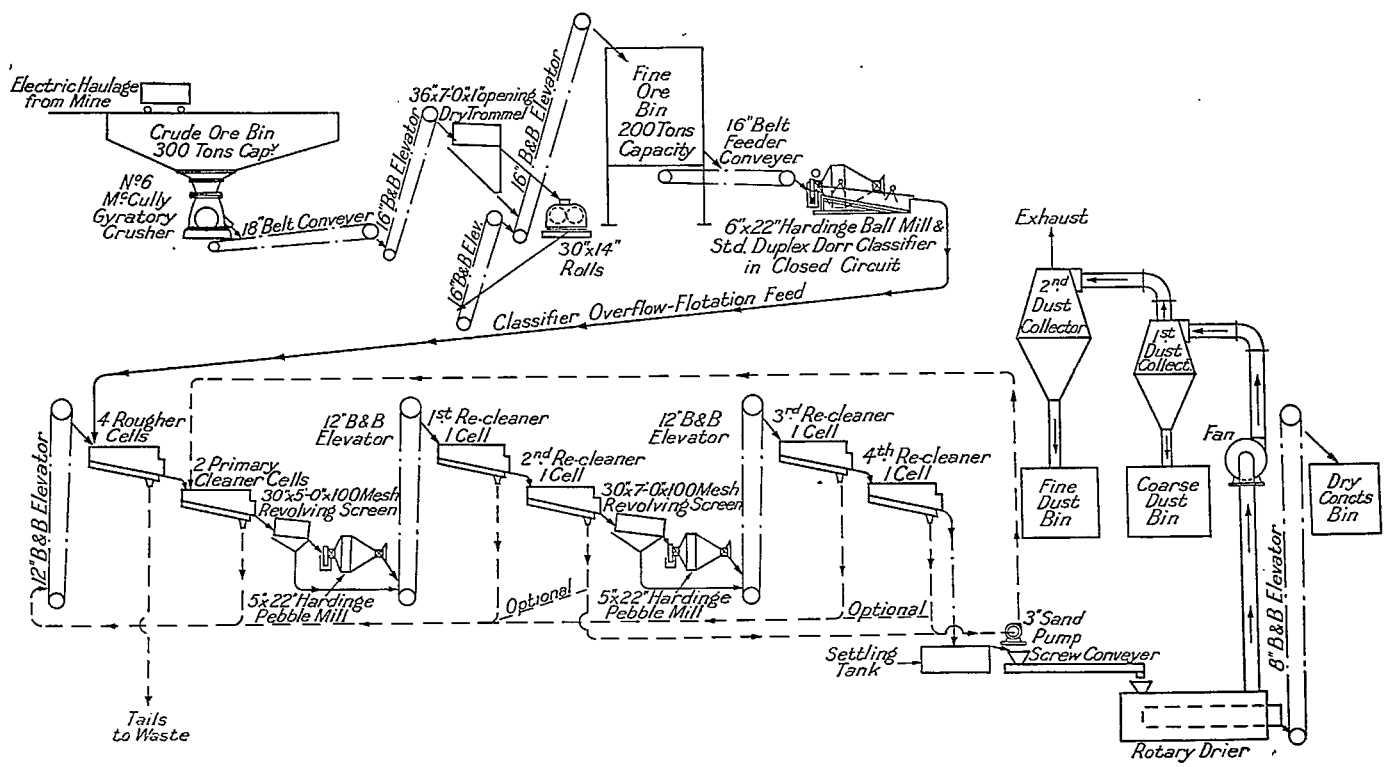 Electric Haulage
from Mine
Crude Ore Bin
300 Tons Cap.y
No6
McCully
Gyratory
Crusher
18" Belt Conveyer
16" B&B Elevator
36"x7'-0"x1" opening
Dry Trommel
16" B&B Elevator
16" B&B Elev.
30"x14"
Rolls
Fine
Ore
Bin
200 Tons
Capacity
16" Belt
Feeder
Conveyer
6'x22" Hardinge Ball Mill &
Std. Duplex Dorr Classifier
in Closed Circuit
Classifier Overflow-Flotation Feed
Exhaust
2nd
Dust
Collector
1st
Dust
Collect.
Fan
Fine
Dust
Bin
Coarse
Dust
Bin
Dry
Concts
Bin
8" B&B Elevator
12" B&B Elevator
4 Rougher
Cells
2 Primary
Cleaner Cells
30"x5'-0"x100 Mesh
Revolving Screen
5'x22" Hardinge
Pebble Mill
12" B&B
Elevator
1st Re-cleaner
1 Cell
2nd Re-cleaner
1 Cell
30"x7'-0"x100 Mesh
Revolving Screen
5'x22" Hardinge
Pebble Mill
12" B&B
Elevator
3rd Re-cleaner
1 Cell
4th Re-cleaner
1 Cell
Optional
Optional
Settling
Tank
3" Sand
Pump
Screw Conveyer
Tails
to Waste
Rotary Drier